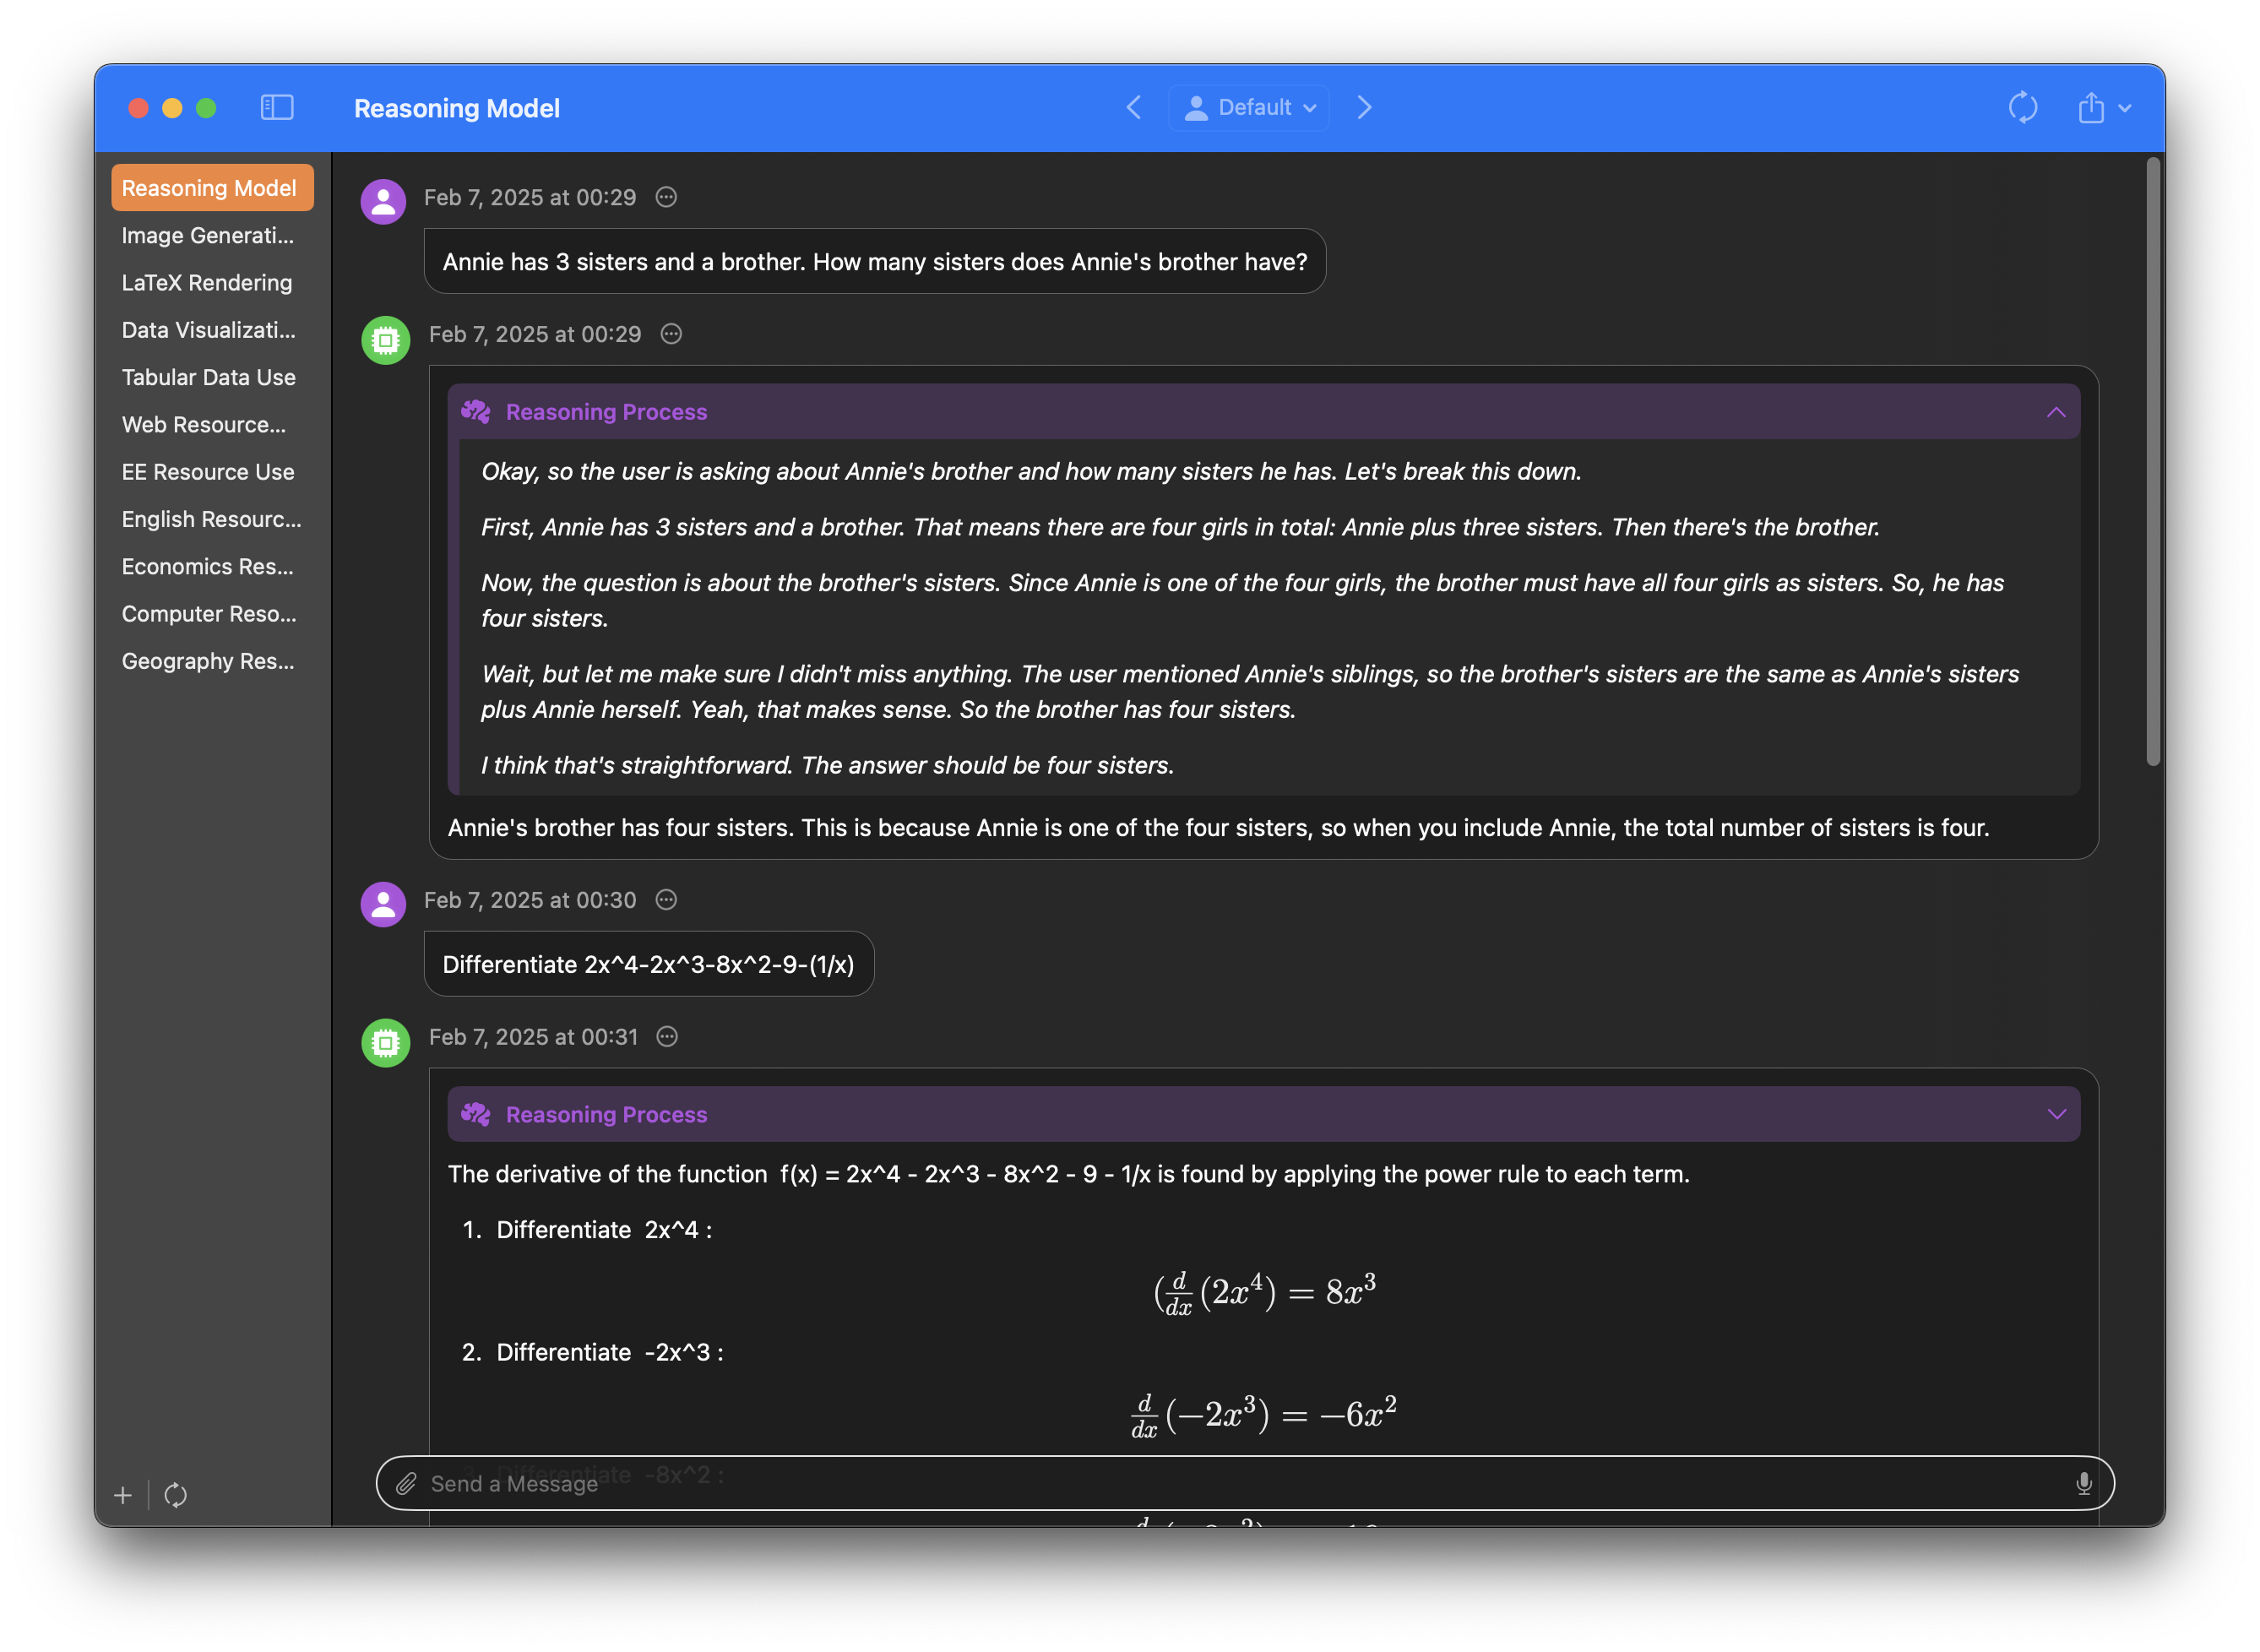 Reasoning Model
Default
Reasoning Model
Image Generati...
LaTeX Rendering
Data Visualizati...
Tabular Data Use
Web Resource...
EE Resource Use
English Resourc...
Economics Res...
Computer Reso...
Geography Res...
Feb 7, 2025 at 00:29
Annie has 3 sisters and a brother. How many sisters does Annie's brother have?
Feb 7, 2025 at 00:29
Reasoning Process
Okay, so the user is asking about Annie's brother and how many sisters he has. Let's break this down.
First, Annie has 3 sisters and a brother. That means there are four girls in total: Annie plus three sisters. Then there's the brother.
Now, the question is about the brother's sisters. Since Annie is one of the four girls, the brother must have all four girls as sisters. So, he has
four sisters.
Wait, but let me make sure I didn't miss anything. The user mentioned Annie's siblings, so the brother's sisters are the same as Annie's sisters
plus Annie herself. Yeah, that makes sense. So the brother has four sisters.
I think that's straightforward. The answer should be four sisters.
Annie's brother has four sisters. This is because Annie is one of the four sisters, so when you include Annie, the total number of sisters is four.
Feb 7, 2025 at 00:30
Differentiate 2x^4-2x^3-8x^2-9-(1/x)
Feb 7, 2025 at 00:31
Reasoning Process
The derivative of the function f(x) = 2x^4 - 2x^3 - 8x^2 - 9 - 1/x is found by applying the power rule to each term.
1. Differentiate 2x^4 :
(d/dx (2x^4) = 8x^3
2. Differentiate -2x^3 :
d/dx (−2x^3) = −6x^2
3. Differentiate -8x^2 :
Send a Message